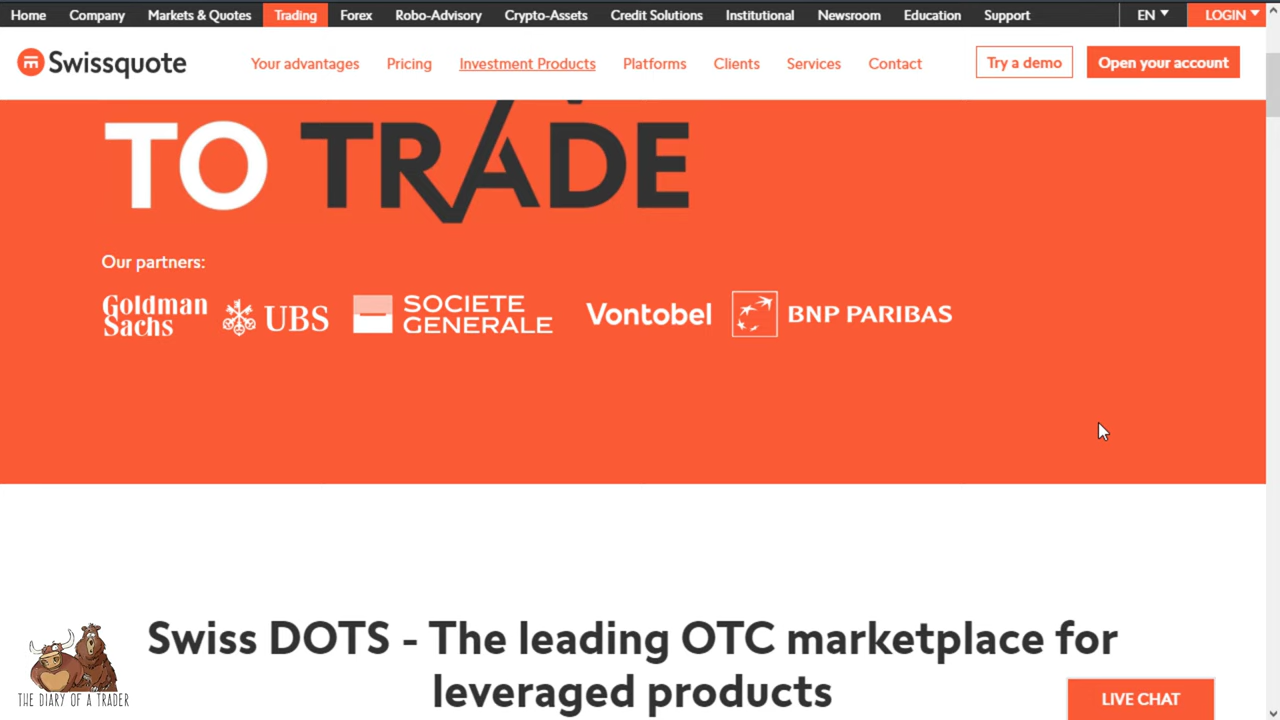 Home Company Markets & Quotes Trading Forex Robo-Advisory Crypto-Assets Credit Solutions Institutional Newsroom Education Support EN LOGIN
Swissquote Your advantages Pricing Investment Products Platforms Clients Services Contact Try a demo Open your account
TO TRADE
Our partners:
Goldman
Sachs
UBS
SOCIETE
GENERALE
Vontobel
BNP PARIBAS
Swiss DOTS - The leading OTC marketplace for
leveraged products
THE DIARY OF A TRADER
LIVE CHAT